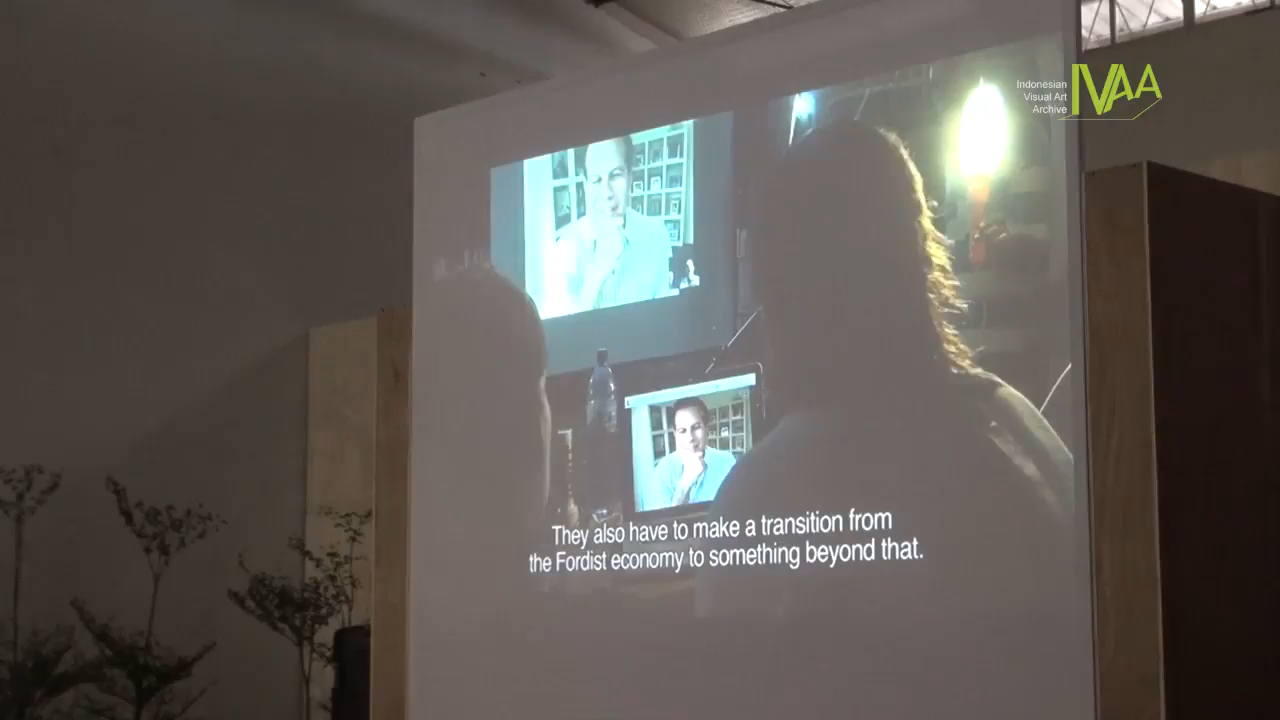 Indonesian
Visual Art
Archive
IVAA
They also have to make a transition from
the Fordist economy to something beyond that.